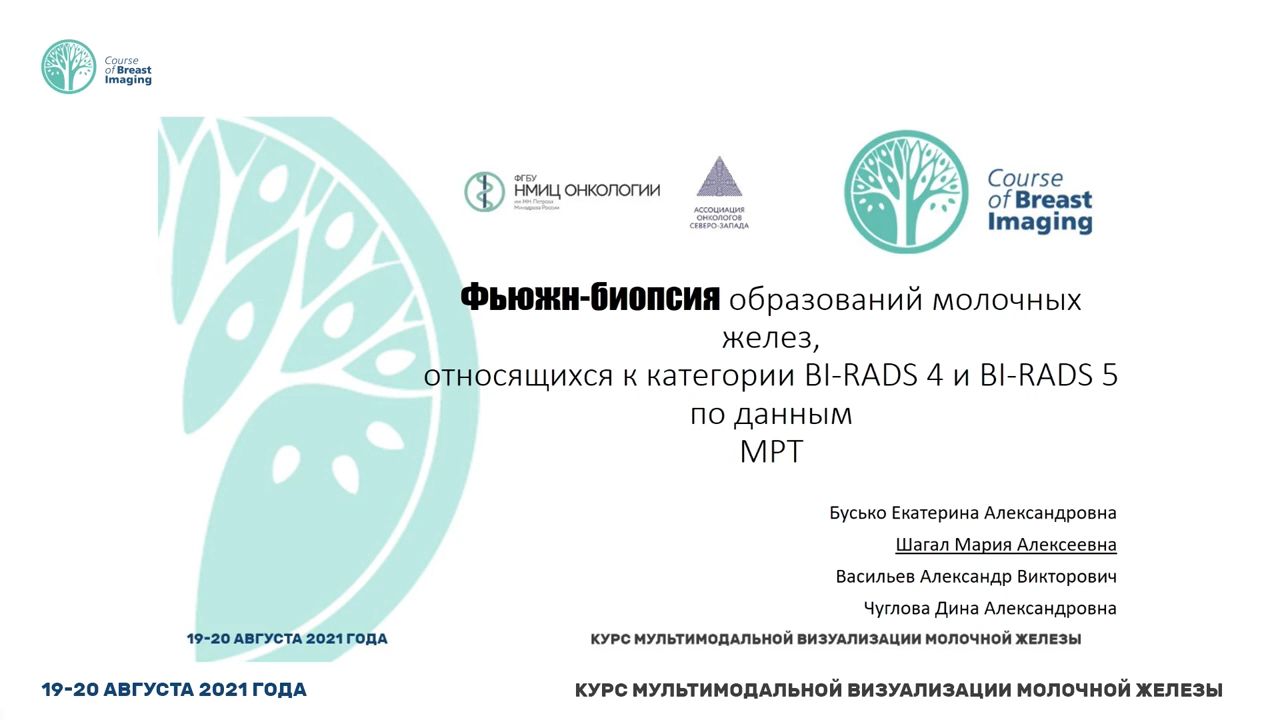 Course
of Breast
Imaging
ФГБУ
НМИЦ ОНКОЛОГИИ
им. Н.Н. Петрова
Минздрава России
АССОЦИАЦИЯ
ОНКОЛОГОВ
СЕВЕРО-ЗАПАДА
Course
of Breast
Imaging
Фьюжн-биопсия образований молочных
желез,
относящихся к категории BI-RADS 4 и BI-RADS 5
по данным
МРТ
Бусько Екатерина Александровна
Шагал Мария Алексеевна
Васильев Александр Викторович
Чуглова Дина Александровна
19-20 АВГУСТА 2021 ГОДА
КУРС МУЛЬТИМОДАЛЬНОЙ ВИЗУАЛИЗАЦИИ МОЛОЧНОЙ ЖЕЛЕЗЫ
19-20 АВГУСТА 2021 ГОДА
КУРС МУЛЬТИМОДАЛЬНОЙ ВИЗУАЛИЗАЦИИ МОЛОЧНОЙ ЖЕЛЕЗЫ